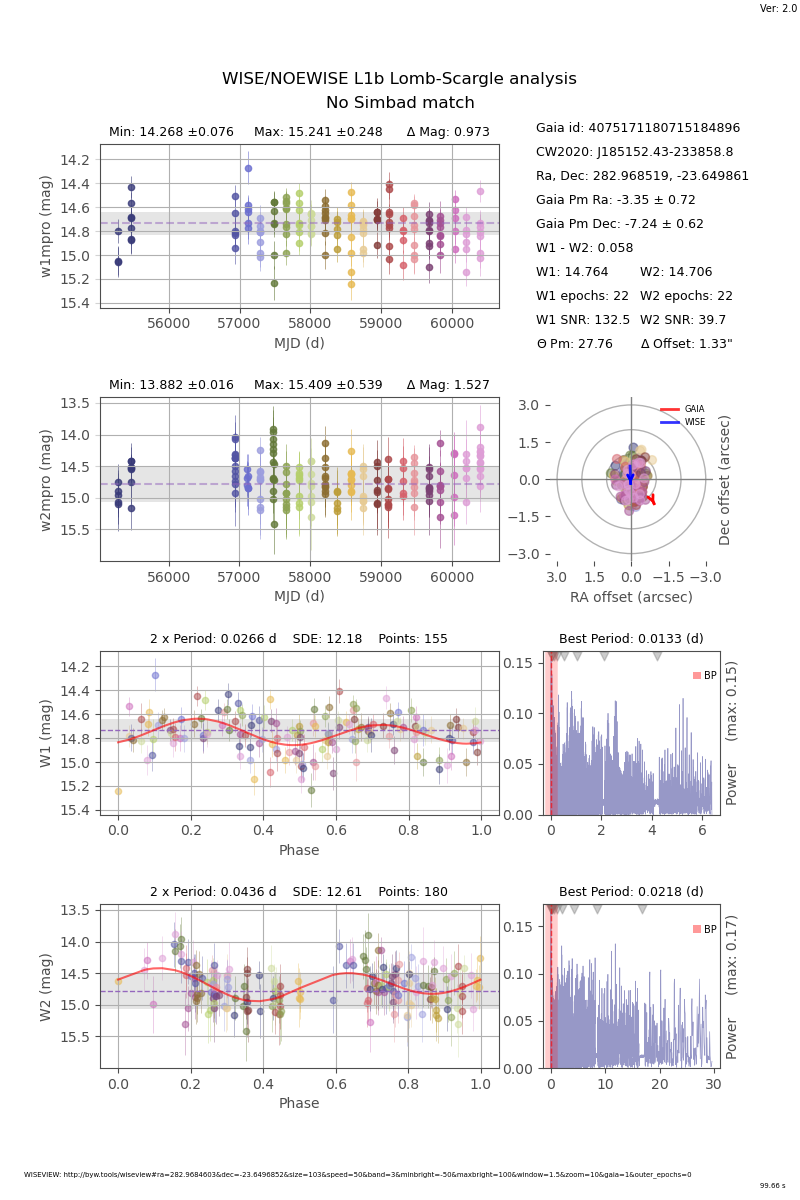 Ver: 2.0
WISE/NOEWISE L1b Lomb-Scargle analysis
No Simbad match
Min: 14.268 ±0.076 Max: 15.241 ±0.248 Δ Mag: 0.973
14.2
14.4
14.6
14.8
15.0
15.2
15.4
w1mpro (mag)
56000 57000 58000 59000 60000
MJD (d)
Gaia id: 4075171180715184896
CW2020: J185152.43-233858.8
Ra, Dec: 282.968519, -23.649861
Gaia Pm Ra: -3.35 ± 0.72
Gaia Pm Dec: -7.24 ± 0.62
W1 - W2: 0.058
W1: 14.764 W2: 14.706
W1 epochs: 22 W2 epochs: 22
W1 SNR: 132.5 W2 SNR: 39.7
Θ Pm: 27.76 Δ Offset: 1.33"
Min: 13.882 ±0.016 Max: 15.409 ±0.539 Δ Mag: 1.527
13.5
14.0
14.5
15.0
15.5
w2mpro (mag)
56000 57000 58000 59000 60000
MJD (d)
3.0
1.5
0.0
−1.5
−3.0
GAIA
WISE
Dec offset (arcsec)
3.0 1.5 0.0 −1.5 −3.0
RA offset (arcsec)
2 x Period: 0.0266 d SDE: 12.18 Points: 155
14.2
14.4
14.6
14.8
15.0
15.2
15.4
W1 (mag)
0.0 0.2 0.4 0.6 0.8 1.0
Phase
Best Period: 0.0133 (d)
0.15
0.10
0.05
0.00
BP
Power (max: 0.15)
0 2 4 6
2 x Period: 0.0436 d SDE: 12.61 Points: 180
13.5
14.0
14.5
15.0
15.5
W2 (mag)
0.0 0.2 0.4 0.6 0.8 1.0
Phase
Best Period: 0.0218 (d)
0.15
0.10
0.05
0.00
BP
Power (max: 0.17)
0 10 20 30
WISEVIEW: http://byw.tools/wiseview#ra=282.9684603&dec=-23.6496852&size=103&speed=50&band=3&minbright=-50&maxbright=100&window=1.5&zoom=10&gaia=1&outer_epochs=0
99.66 s